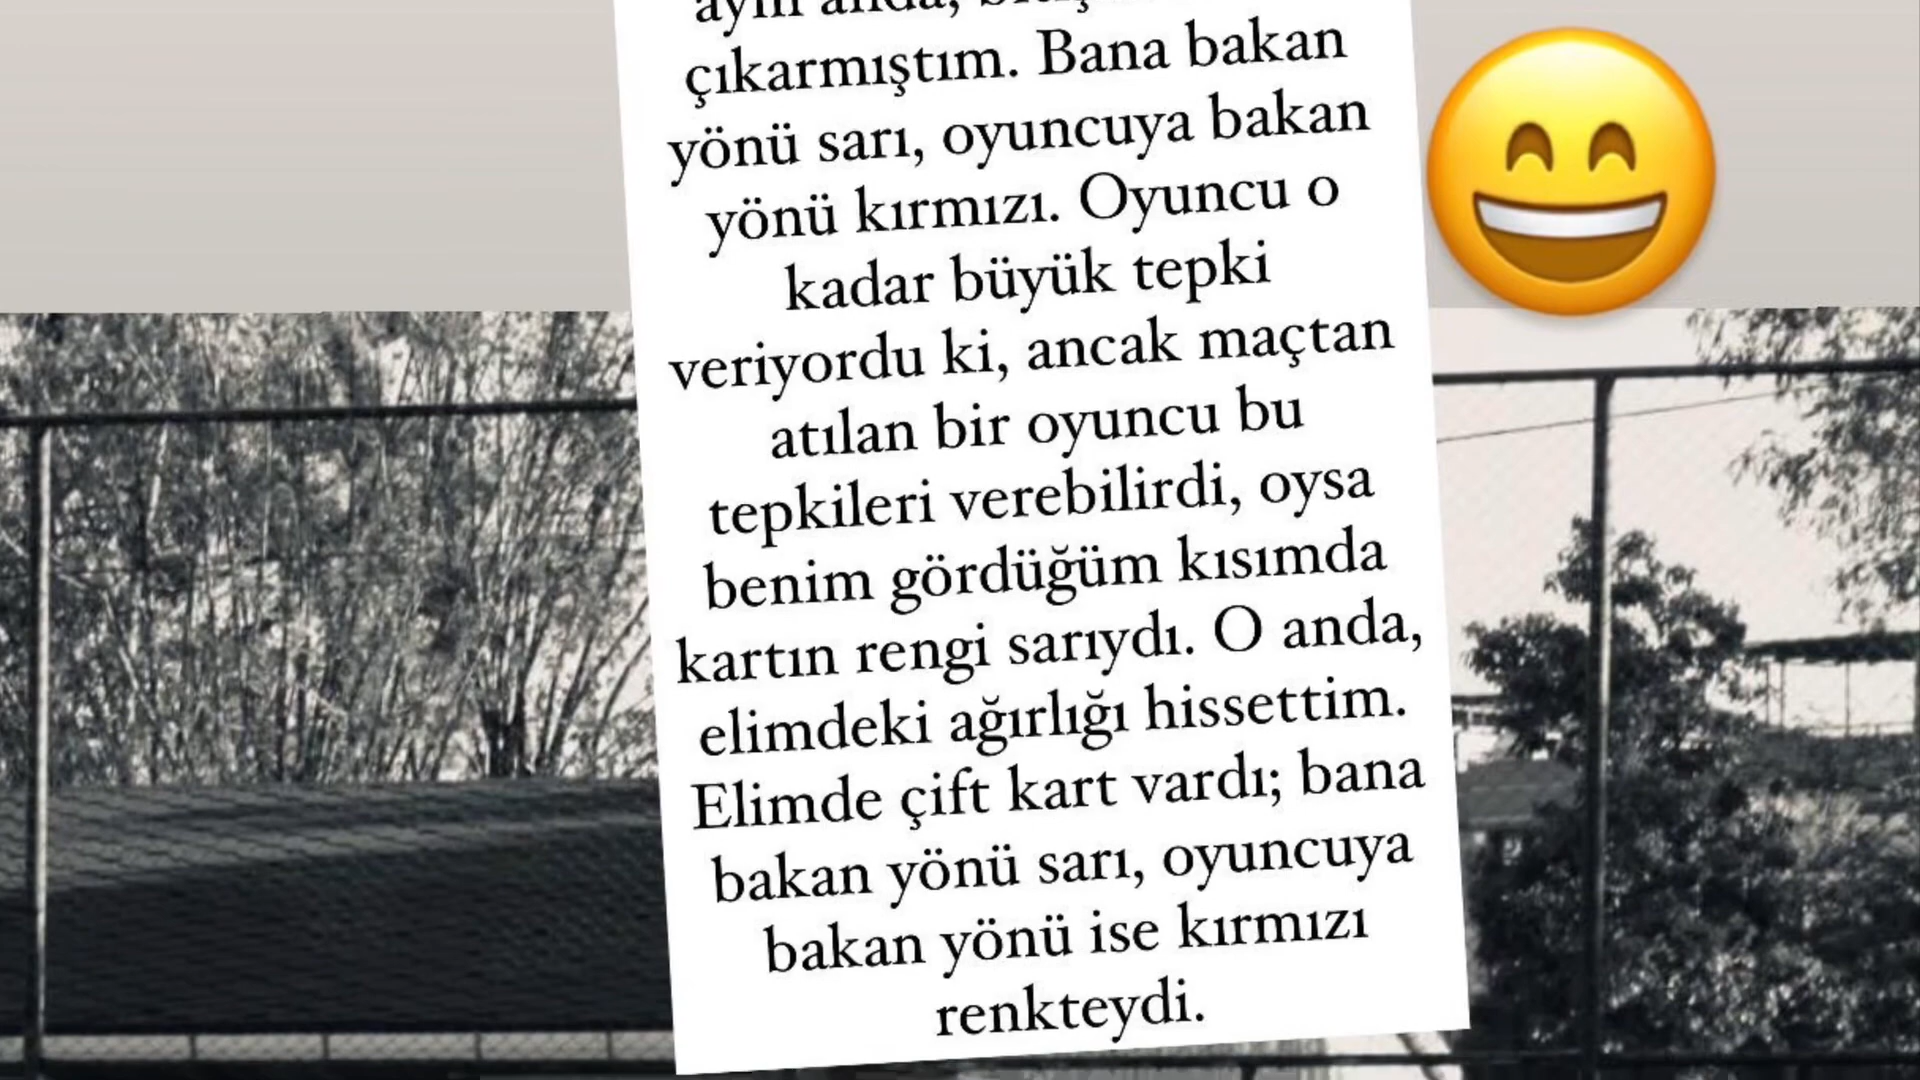 çıkarmıştım. Bana bakan
yönü sarı, oyuncuya bakan
yönü kırmızı. Oyuncu o
kadar büyük tepki
veriyordu ki, ancak maçtan
atılan bir oyuncu bu
tepkileri verebilirdi, oysa
benim gördüğüm kısımda
kartın rengi sarıydı. O anda,
elimdeki ağırlığı hissettim.
Elimde çift kart vardı; bana
bakan yönü sarı, oyuncuya
bakan yönü ise kırmızı
renkteydi.